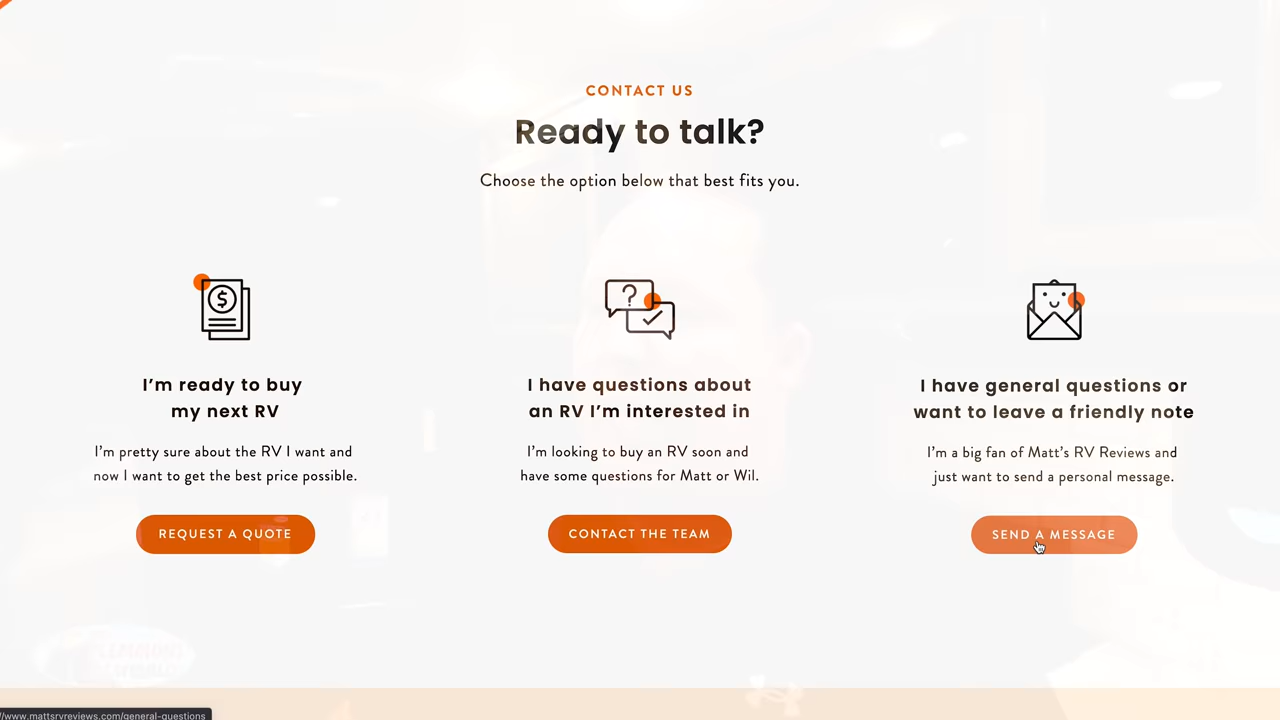 CONTACT US
Ready to talk?
Choose the option below that best fits you.
$
?
I'm ready to buy
my next RV
I'm pretty sure about the RV I want and
now I want to get the best price possible.
REQUEST A QUOTE
I have questions about
an RV I'm interested in
I'm looking to buy an RV soon and
have some questions for Matt or Wil.
CONTACT THE TEAM
I have general questions or
want to leave a friendly note
I'm a big fan of Matt's RV Reviews and
just want to send a personal message.
SEND A MESSAGE
//www.mattsrvreviews.com/general-questions